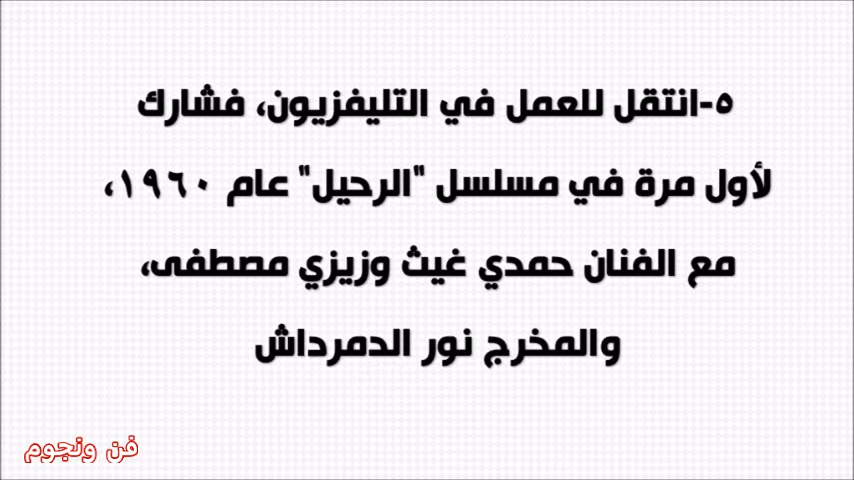 ٥-انتقل للعمل في التليفزيون، فشارك
لأول مرة في مسلسل "الرحيل" عام ١٩٦٠،
مع الفنان حمدي غيث وزيزي مصطفى،
والمخرج نور الدمرداش
فن ونجوم